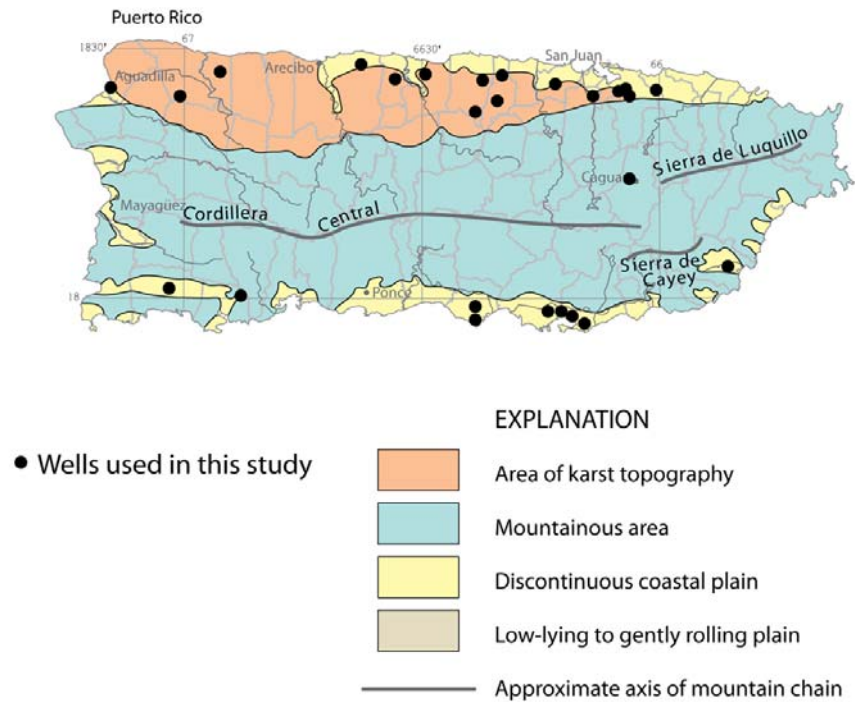 Puerto Rico
1830'
67
6630'
San Juan
66
Arecibo
Aguadilla
Sierra de Luquillo
Caguas
Mayagüez
Cordillera
Central
Sierra de
Cayey
18
Ponce
EXPLANATION
Wells used in this study
Area of karst topography
Mountainous area
Discontinuous coastal plain
Low-lying to gently rolling plain
Approximate axis of mountain chain